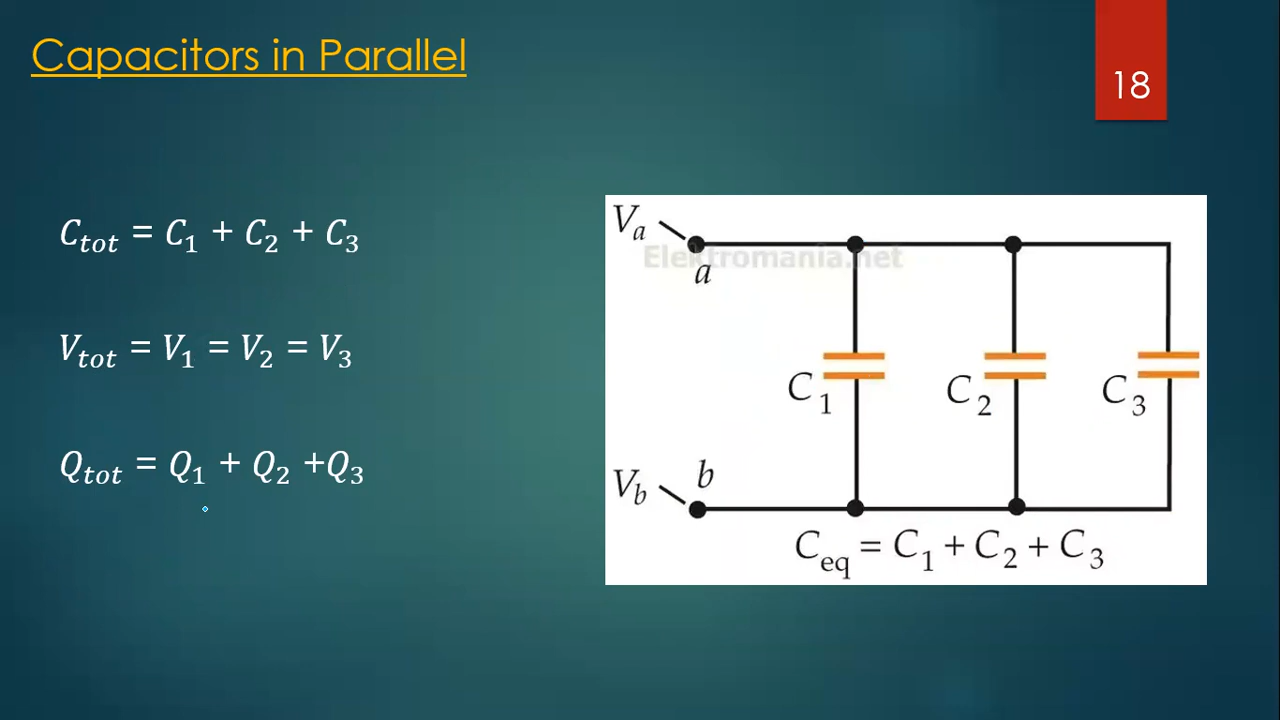 Capacitors in Parallel
18
C_tot = C_1 + C_2 + C_3
V_tot = V_1 = V_2 = V_3
Q_tot = Q_1 + Q_2 +Q_3
V_a
a
Elektromania.net
C_1
C_2
C_3
V_b
b
C_eq = C_1 + C_2 + C_3